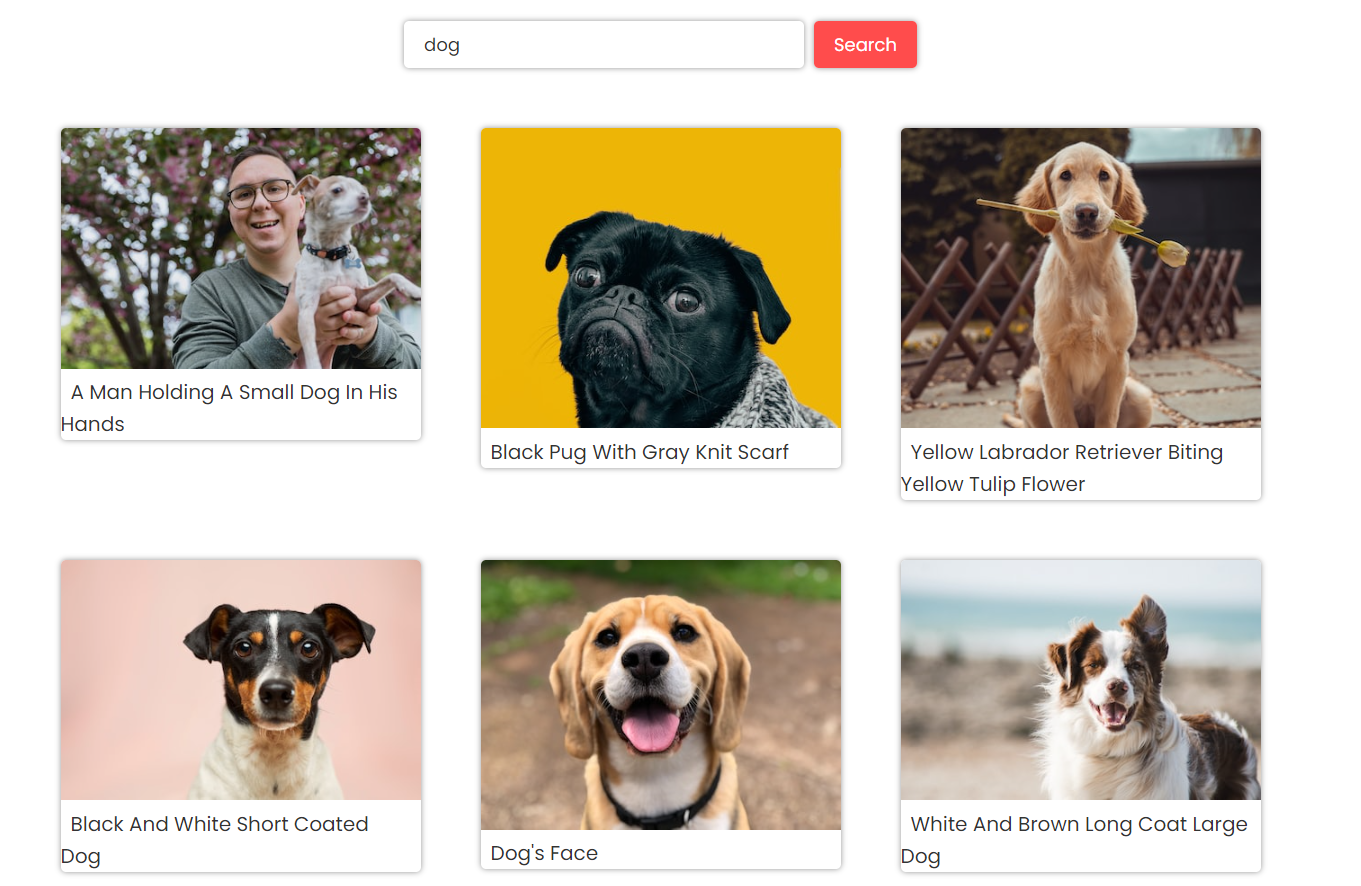 dog
Search
A Man Holding A Small Dog In His
Hands
Black Pug With Gray Knit Scarf
Yellow Labrador Retriever Biting
Yellow Tulip Flower
Black And White Short Coated
Dog
Dog's Face
White And Brown Long Coat Large
Dog